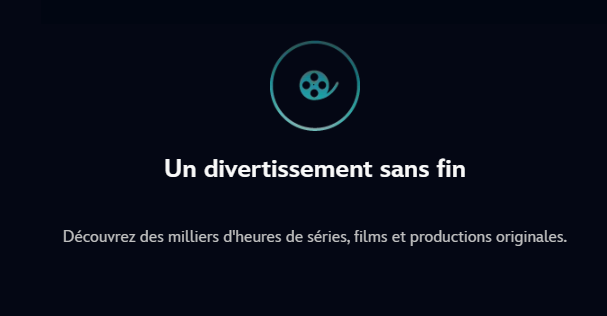 Un divertissement sans fin
Découvrez des milliers d'heures de séries, films et productions originales.